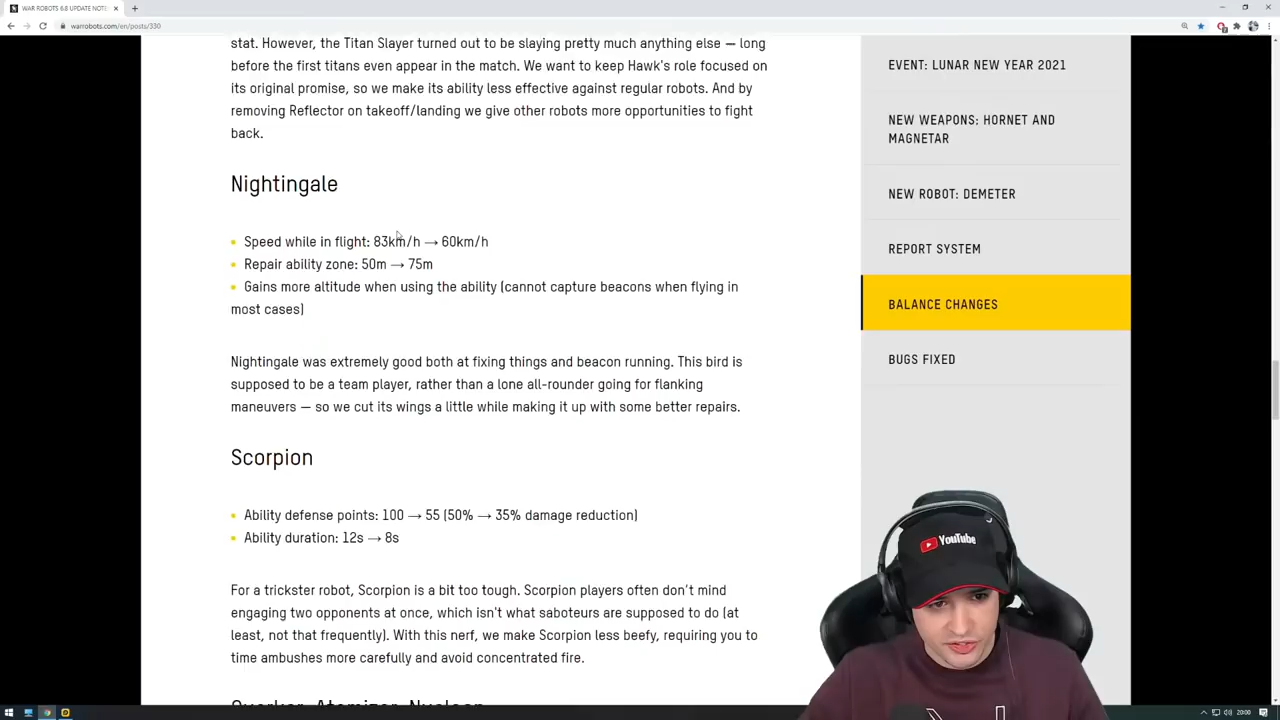 WAR ROBOTS 6.8 UPDATE NOTE
warrobots.com/en/posts/330
stat. However, the Titan Slayer turned out to be slaying pretty much anything else — long
before the first titans even appear in the match. We want to keep Hawk's role focused on
its original promise, so we make its ability less effective against regular robots. And by
removing Reflector on takeoff/landing we give other robots more opportunities to fight
back.
Nightingale
• Speed while in flight: 83km/h → 60km/h
• Repair ability zone: 50m → 75m
• Gains more altitude when using the ability (cannot capture beacons when flying in
most cases)
Nightingale was extremely good both at fixing things and beacon running. This bird is
supposed to be a team player, rather than a lone all-rounder going for flanking
maneuvers — so we cut its wings a little while making it up with some better repairs.
Scorpion
• Ability defense points: 100 → 55 (50% → 35% damage reduction)
• Ability duration: 12s → 8s
For a trickster robot, Scorpion is a bit too tough. Scorpion players often don't mind
engaging two opponents at once, which isn't what saboteurs are supposed to do (at
least, not that frequently). With this nerf, we make Scorpion less beefy, requiring you to
time ambushes more carefully and avoid concentrated fire.
EVENT: LUNAR NEW YEAR 2021
NEW WEAPONS: HORNET AND
MAGNETAR
NEW ROBOT: DEMETER
REPORT SYSTEM
BALANCE CHANGES
BUGS FIXED
YouTube
20:00